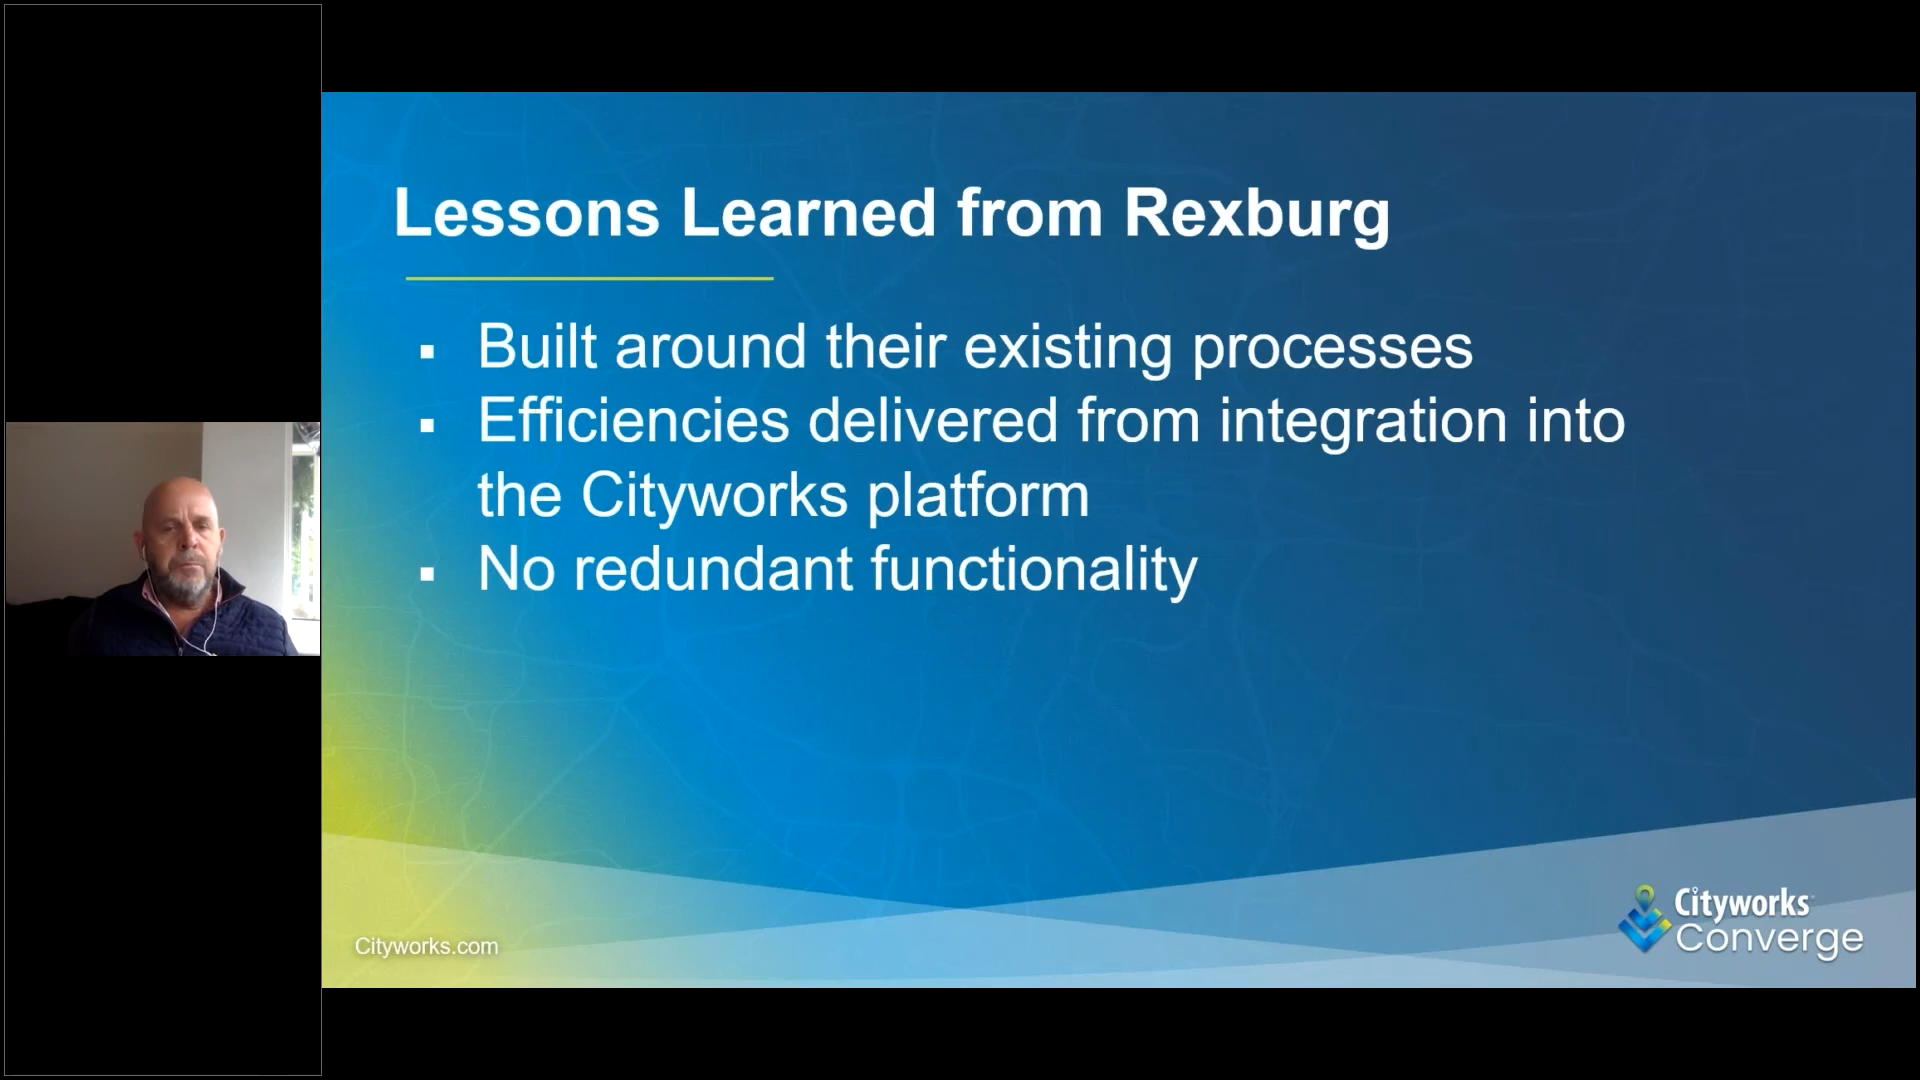 Lessons Learned from Rexburg
▪ Built around their existing processes
▪ Efficiencies delivered from integration into
the Cityworks platform
▪ No redundant functionality
Cityworks.com
Cityworks
Converge